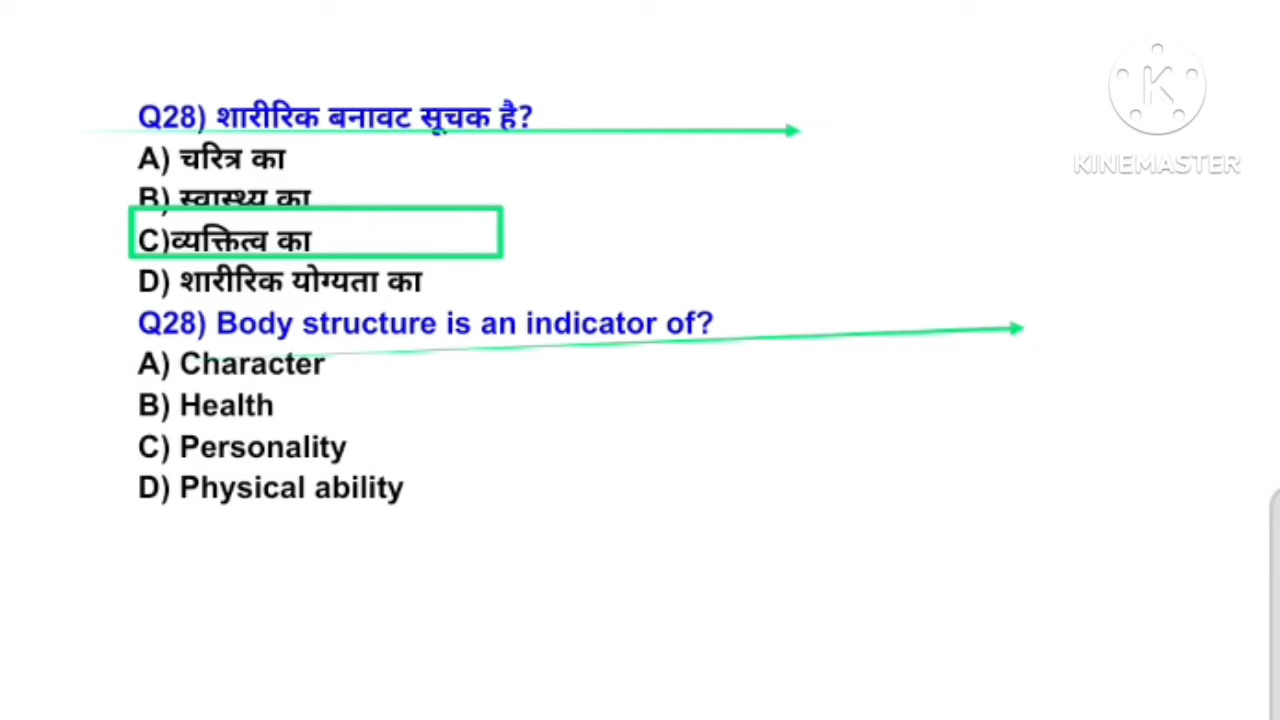 Q28) शारीरिक बनावट सूचक है?
A) चरित्र का
B) स्वास्थ्य का
C)व्यक्तित्व का
D) शारीरिक योग्यता का
Q28) Body structure is an indicator of?
A) Character
B) Health
C) Personality
D) Physical ability
K
KINEMASTER